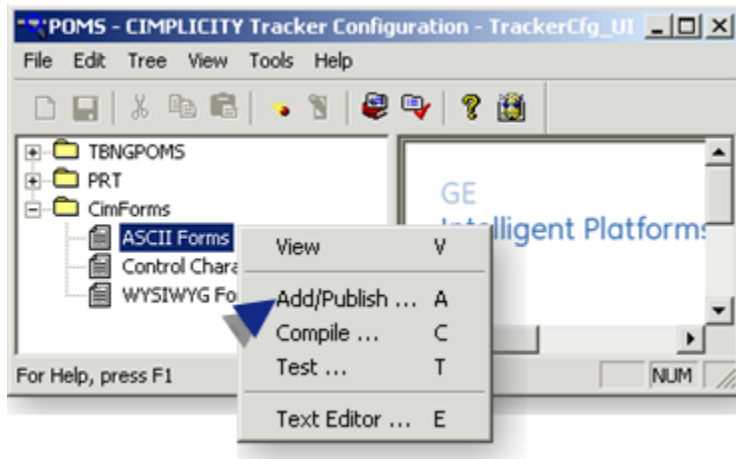 POMS - CIMPLICITY Tracker Configuration - TrackerCfg_UI
File Edit Tree View Tools Help
TBNGPOMS
PRT
CimForms
ASCII Forms
Control Chara
WYSIWYG Fo
GE
Intelligent Platforms
View V
Add/Publish ... A
Compile ... C
Test ... T
Text Editor ... E
For Help, press F1
NUM